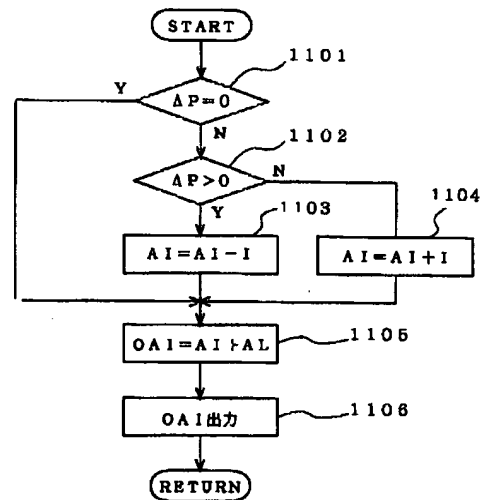 START
1101
Y
ΔP=0
N
1102
ΔP>0
N
Y
1103
1104
AI=AI-I
AI=AI+I
OAI=AI}AL
1105
OAI出力
1106
RETURN